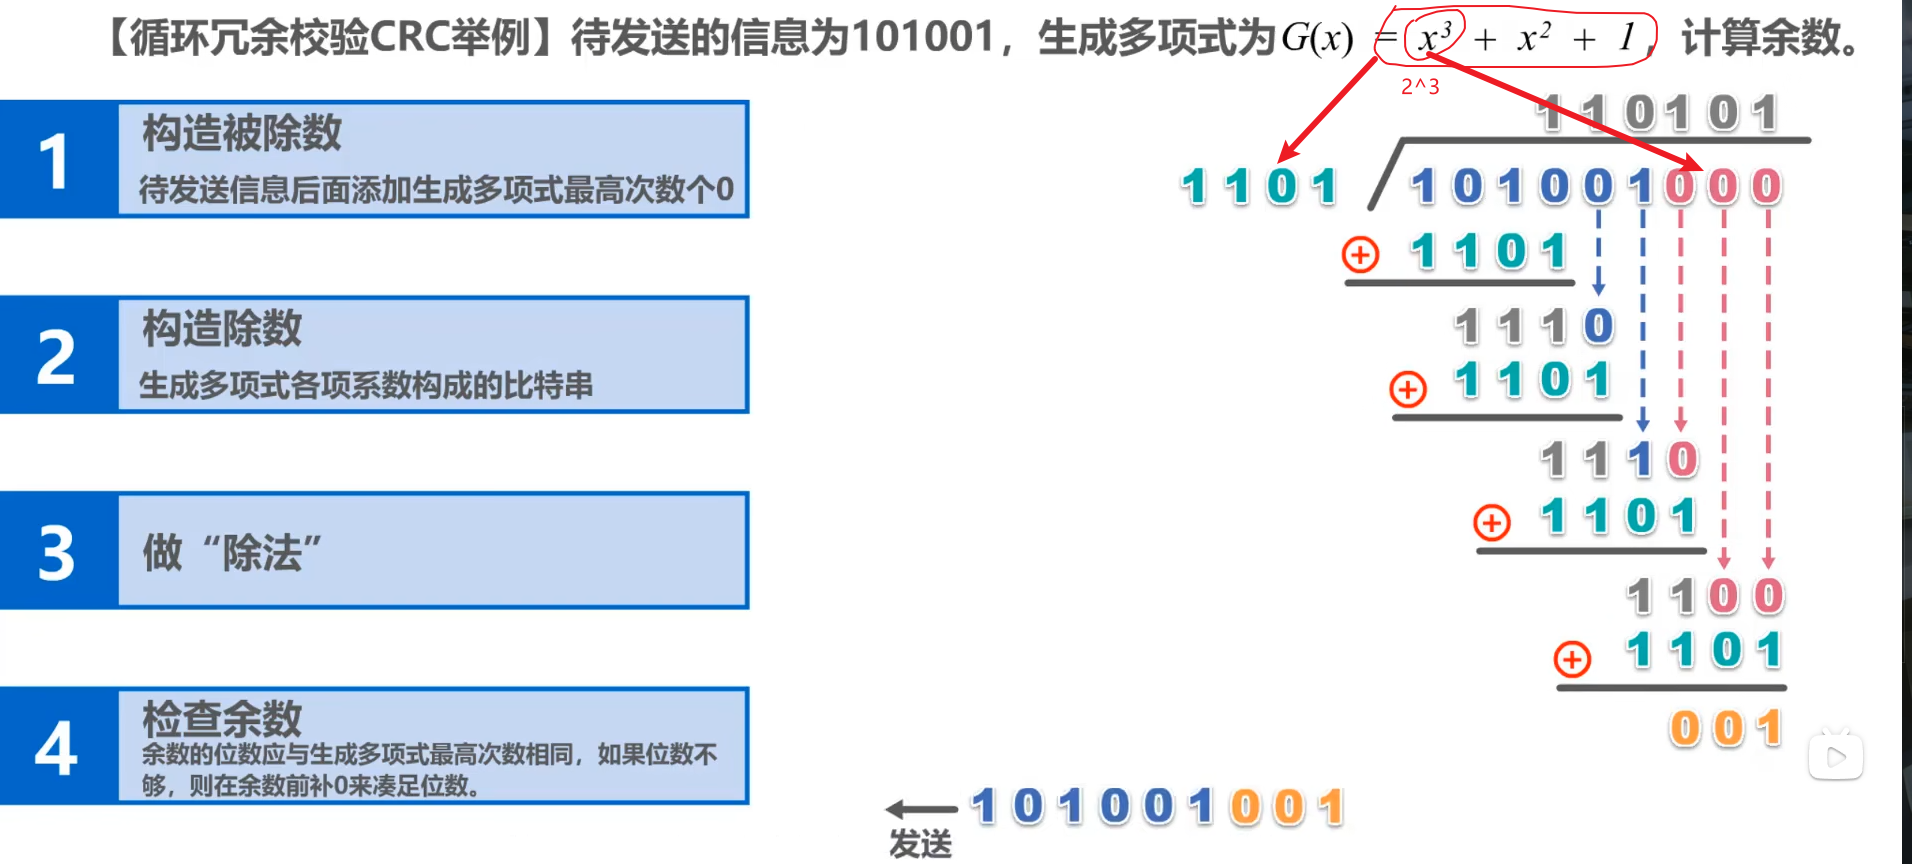 【循环冗余校验CRC举例】待发送的信息为101001，生成多项式为G(x) = x³ + x² + 1，计算余数。
2^3
1
构造被除数
待发送信息后面添加生成多项式最高次数个0
2
构造除数
生成多项式各项系数构成的比特串
3
做“除法”
4
检查余数
余数的位数应与生成多项式最高次数相同，如果位数不
够，则在余数前补0来凑足位数。
110101
1101 101001000
⊕ 1101
1110
⊕ 1101
1110
⊕ 1101
1100
⊕ 1101
001
101001001
发送